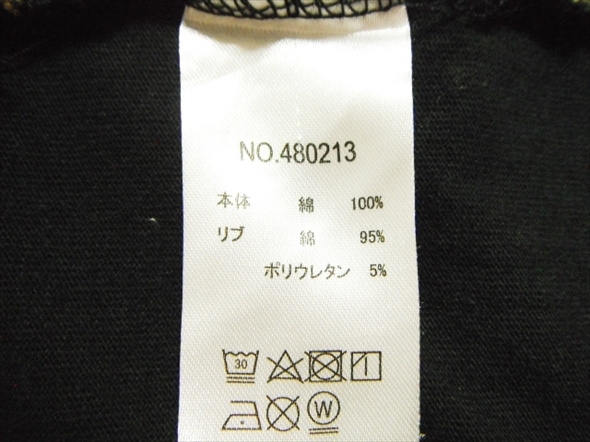 NO.480213
本体 綿 100%
リブ 綿 95%
ポリウレタン 5%
30
W